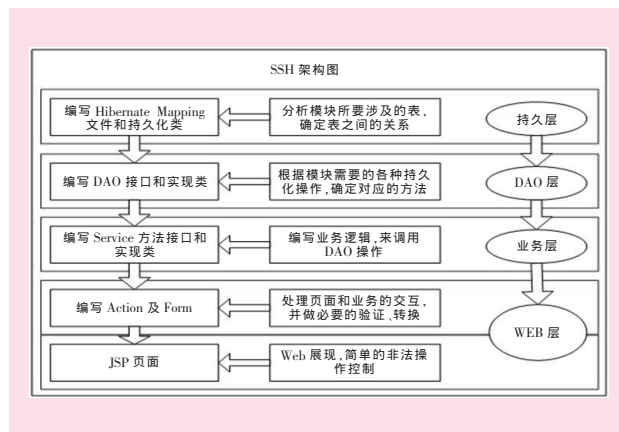 SSH 架构图
编写 Hibernate Mapping
文件和持久化类
分析模块所要涉及的表,
确定表之间的关系
持久层
编写 DAO 接口和实现类
根据模块需要的各种持久
化操作,确定对应的方法
DAO 层
编写 Service 方法接口和
实现类
编写业务逻辑,来调用
DAO 操作
业务层
编写 Action 及 Form
处理页面和业务的交互,
并做必要的验证、转换
WEB 层
JSP 页面
Web 展现,简单的非法操
作控制